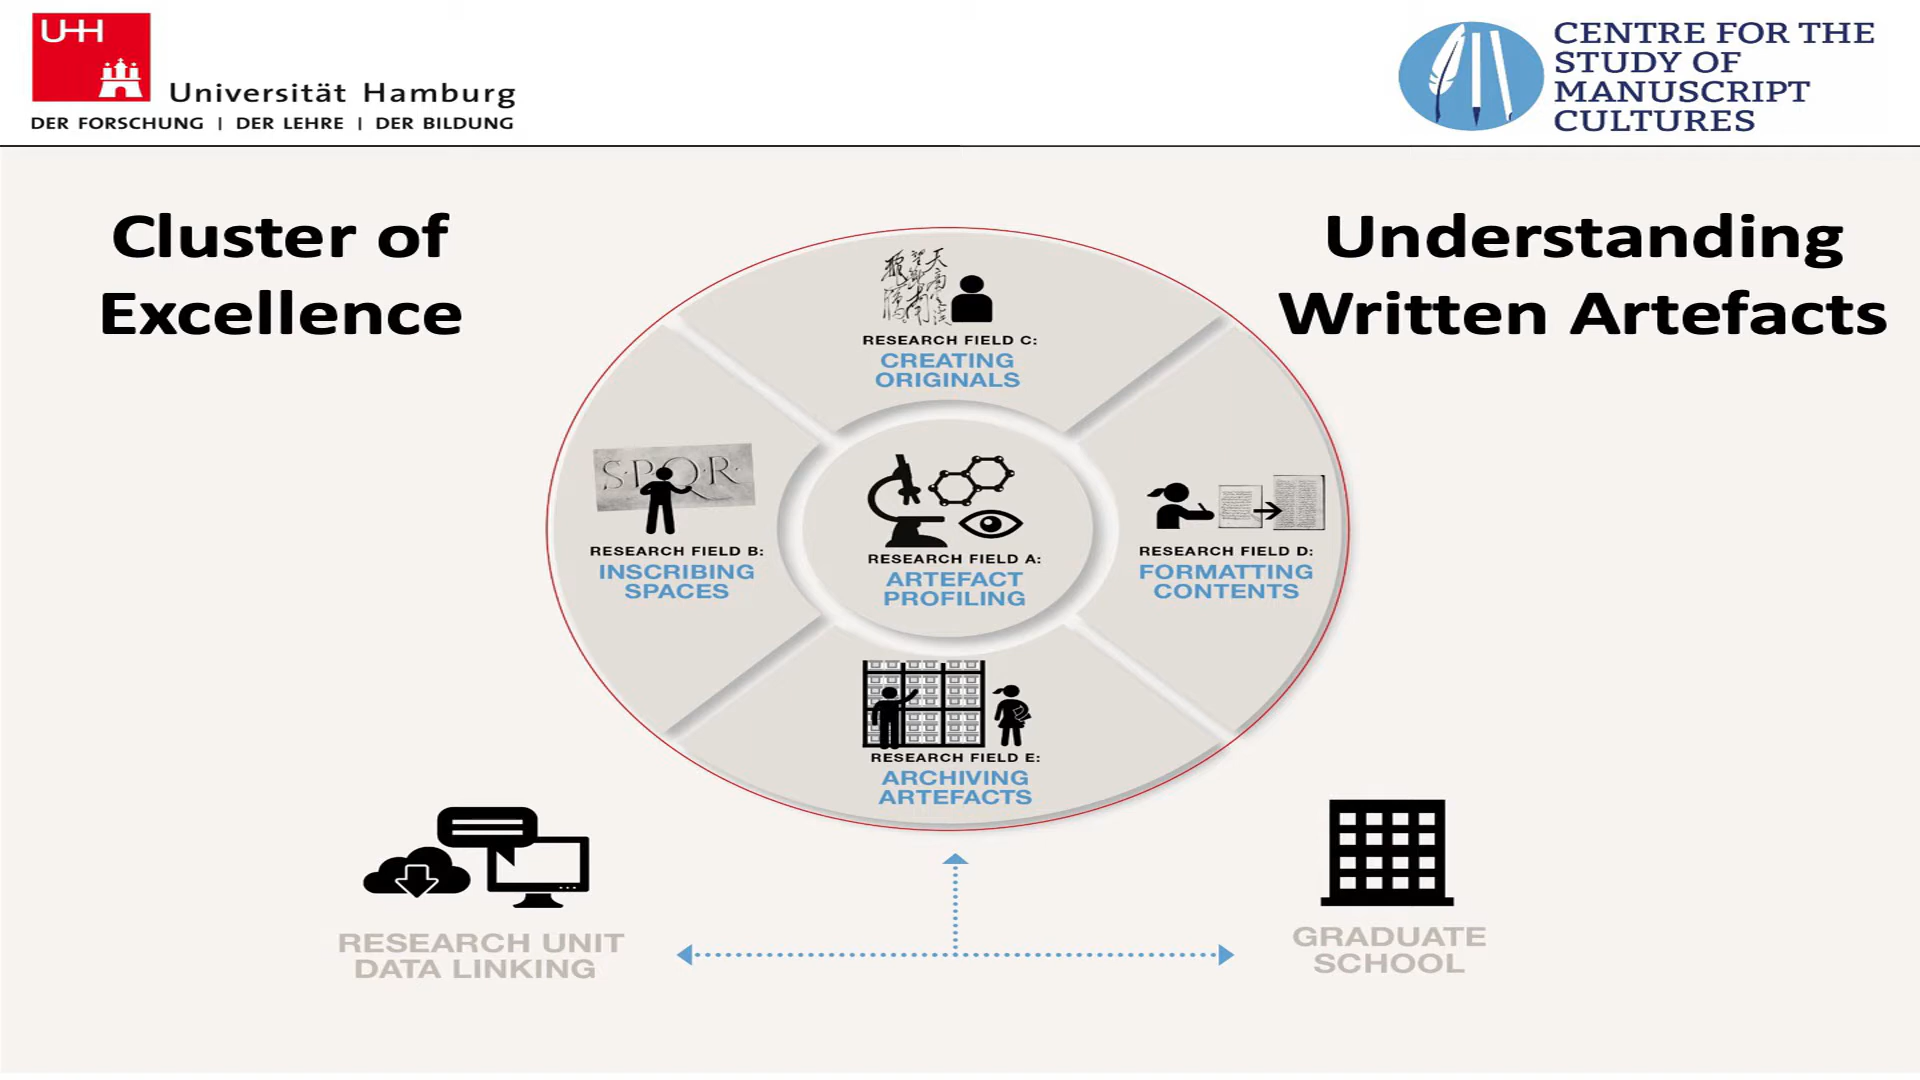 UHH
Universität Hamburg
DER FORSCHUNG | DER LEHRE | DER BILDUNG
CENTRE FOR THE
STUDY OF
MANUSCRIPT
CULTURES
Cluster of
Excellence
Understanding
Written Artefacts
RESEARCH FIELD C:
CREATING
ORIGINALS
S·P·Q·R·
RESEARCH FIELD B:
INSCRIBING
SPACES
RESEARCH FIELD A:
ARTEFACT
PROFILING
RESEARCH FIELD D:
FORMATTING
CONTENTS
RESEARCH FIELD E:
ARCHIVING
ARTEFACTS
RESEARCH UNIT
DATA LINKING
GRADUATE
SCHOOL